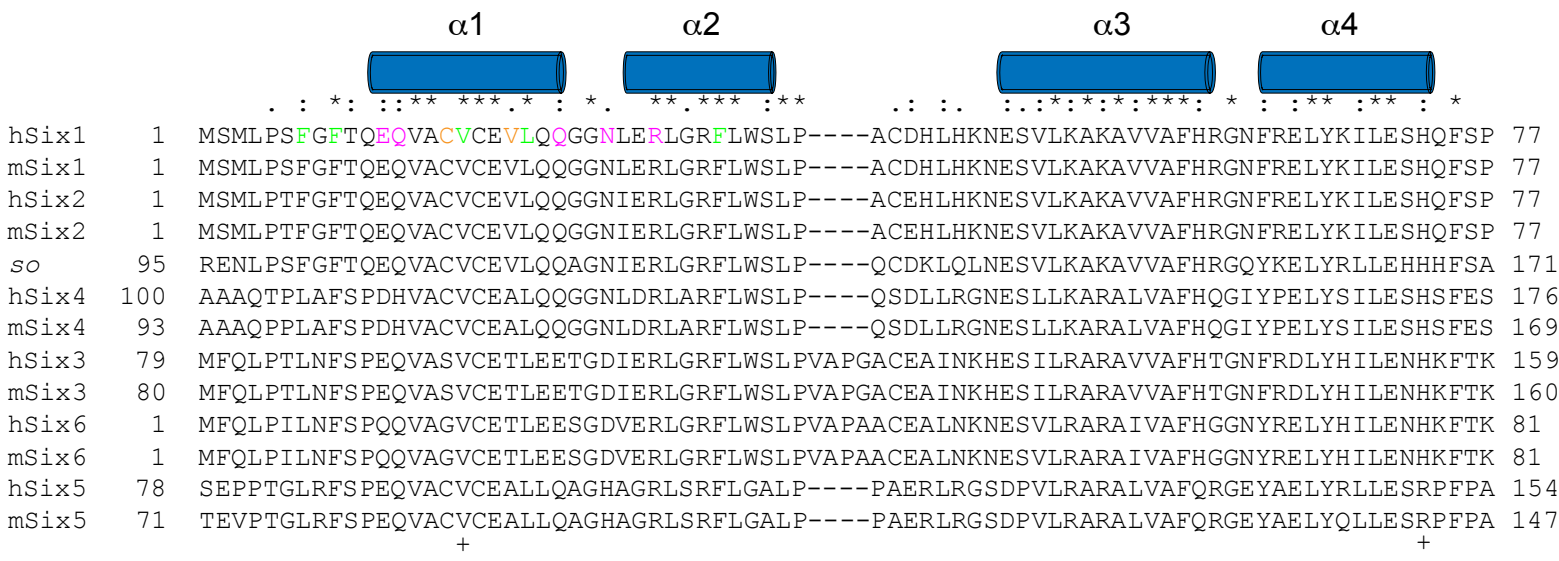 α1 α2 α3 α4
. : *: ::** ***.* : *. **.*** :** .: :. :.:*:*:*:***: * : :** :** : *
hSix1 1 MSMLPSFGFTQEQVACVCEVLQQGGNLERLGRFLWSLP----ACDHLHKNESVLKAKAVVAFHRGNFRELYKILESHQFSP 77
mSix1 1 MSMLPSFGFTQEQVACVCEVLQQGGNLERLGRFLWSLP----ACDHLHKNESVLKAKAVVAFHRGNFRELYKILESHQFSP 77
hSix2 1 MSMLPTFGFTQEQVACVCEVLQQGGNIERLGRFLWSLP----ACEHLHKNESVLKAKAVVAFHRGNFRELYKILESHQFSP 77
mSix2 1 MSMLPTFGFTQEQVACVCEVLQQGGNIERLGRFLWSLP----ACEHLHKNESVLKAKAVVAFHRGNFRELYKILESHQFSP 77
so 95 RENLPSFGFTQEQVACVCEVLQQAGNIERLGRFLWSLP----QCDKLQLNESVLKAKAVVAFHRGQYKELYRLLEHHHFSA 171
hSix4 100 AAAQTPLAFSPDHVACVCEALQQGGNLDRLARFLWSLP----QSDLLRGNESLLKARALVAFHQGIYPELYSILESHSFES 176
mSix4 93 AAAQPPLAFSPDHVACVCEALQQGGNLDRLARFLWSLP----QSDLLRGNESLLKARALVAFHQGIYPELYSILESHSFES 169
hSix3 79 MFQLPTLNFSPEQVASVCETLEETGDIERLGRFLWSLPVAPGACEAINKHESILRARAVVAFHTGNFRDLYHILENHKFTK 159
mSix3 80 MFQLPTLNFSPEQVASVCETLEETGDIERLGRFLWSLPVAPGACEAINKHESILRARAVVAFHTGNFRDLYHILENHKFTK 160
hSix6 1 MFQLPILNFSPQQVAGVCETLEESGDVERLGRFLWSLPVAPAACEALNKNESVLRARAIVAFHGGNYRELYHILENHKFTK 81
mSix6 1 MFQLPILNFSPQQVAGVCETLEESGDVERLGRFLWSLPVAPAACEALNKNESVLRARAIVAFHGGNYRELYHILENHKFTK 81
hSix5 78 SEPPTGLRFSPEQVACVCEALLQAGHAGRLSRFLGALP----PAERLRGSDPVLRARALVAFQRGEYAELYRLLESRPFPA 154
mSix5 71 TEVPTGLRFSPEQVACVCEALLQAGHAGRLSRFLGALP----PAERLRGSDPVLRARALVAFQRGEYAELYQLLESRPFPA 147
+ +